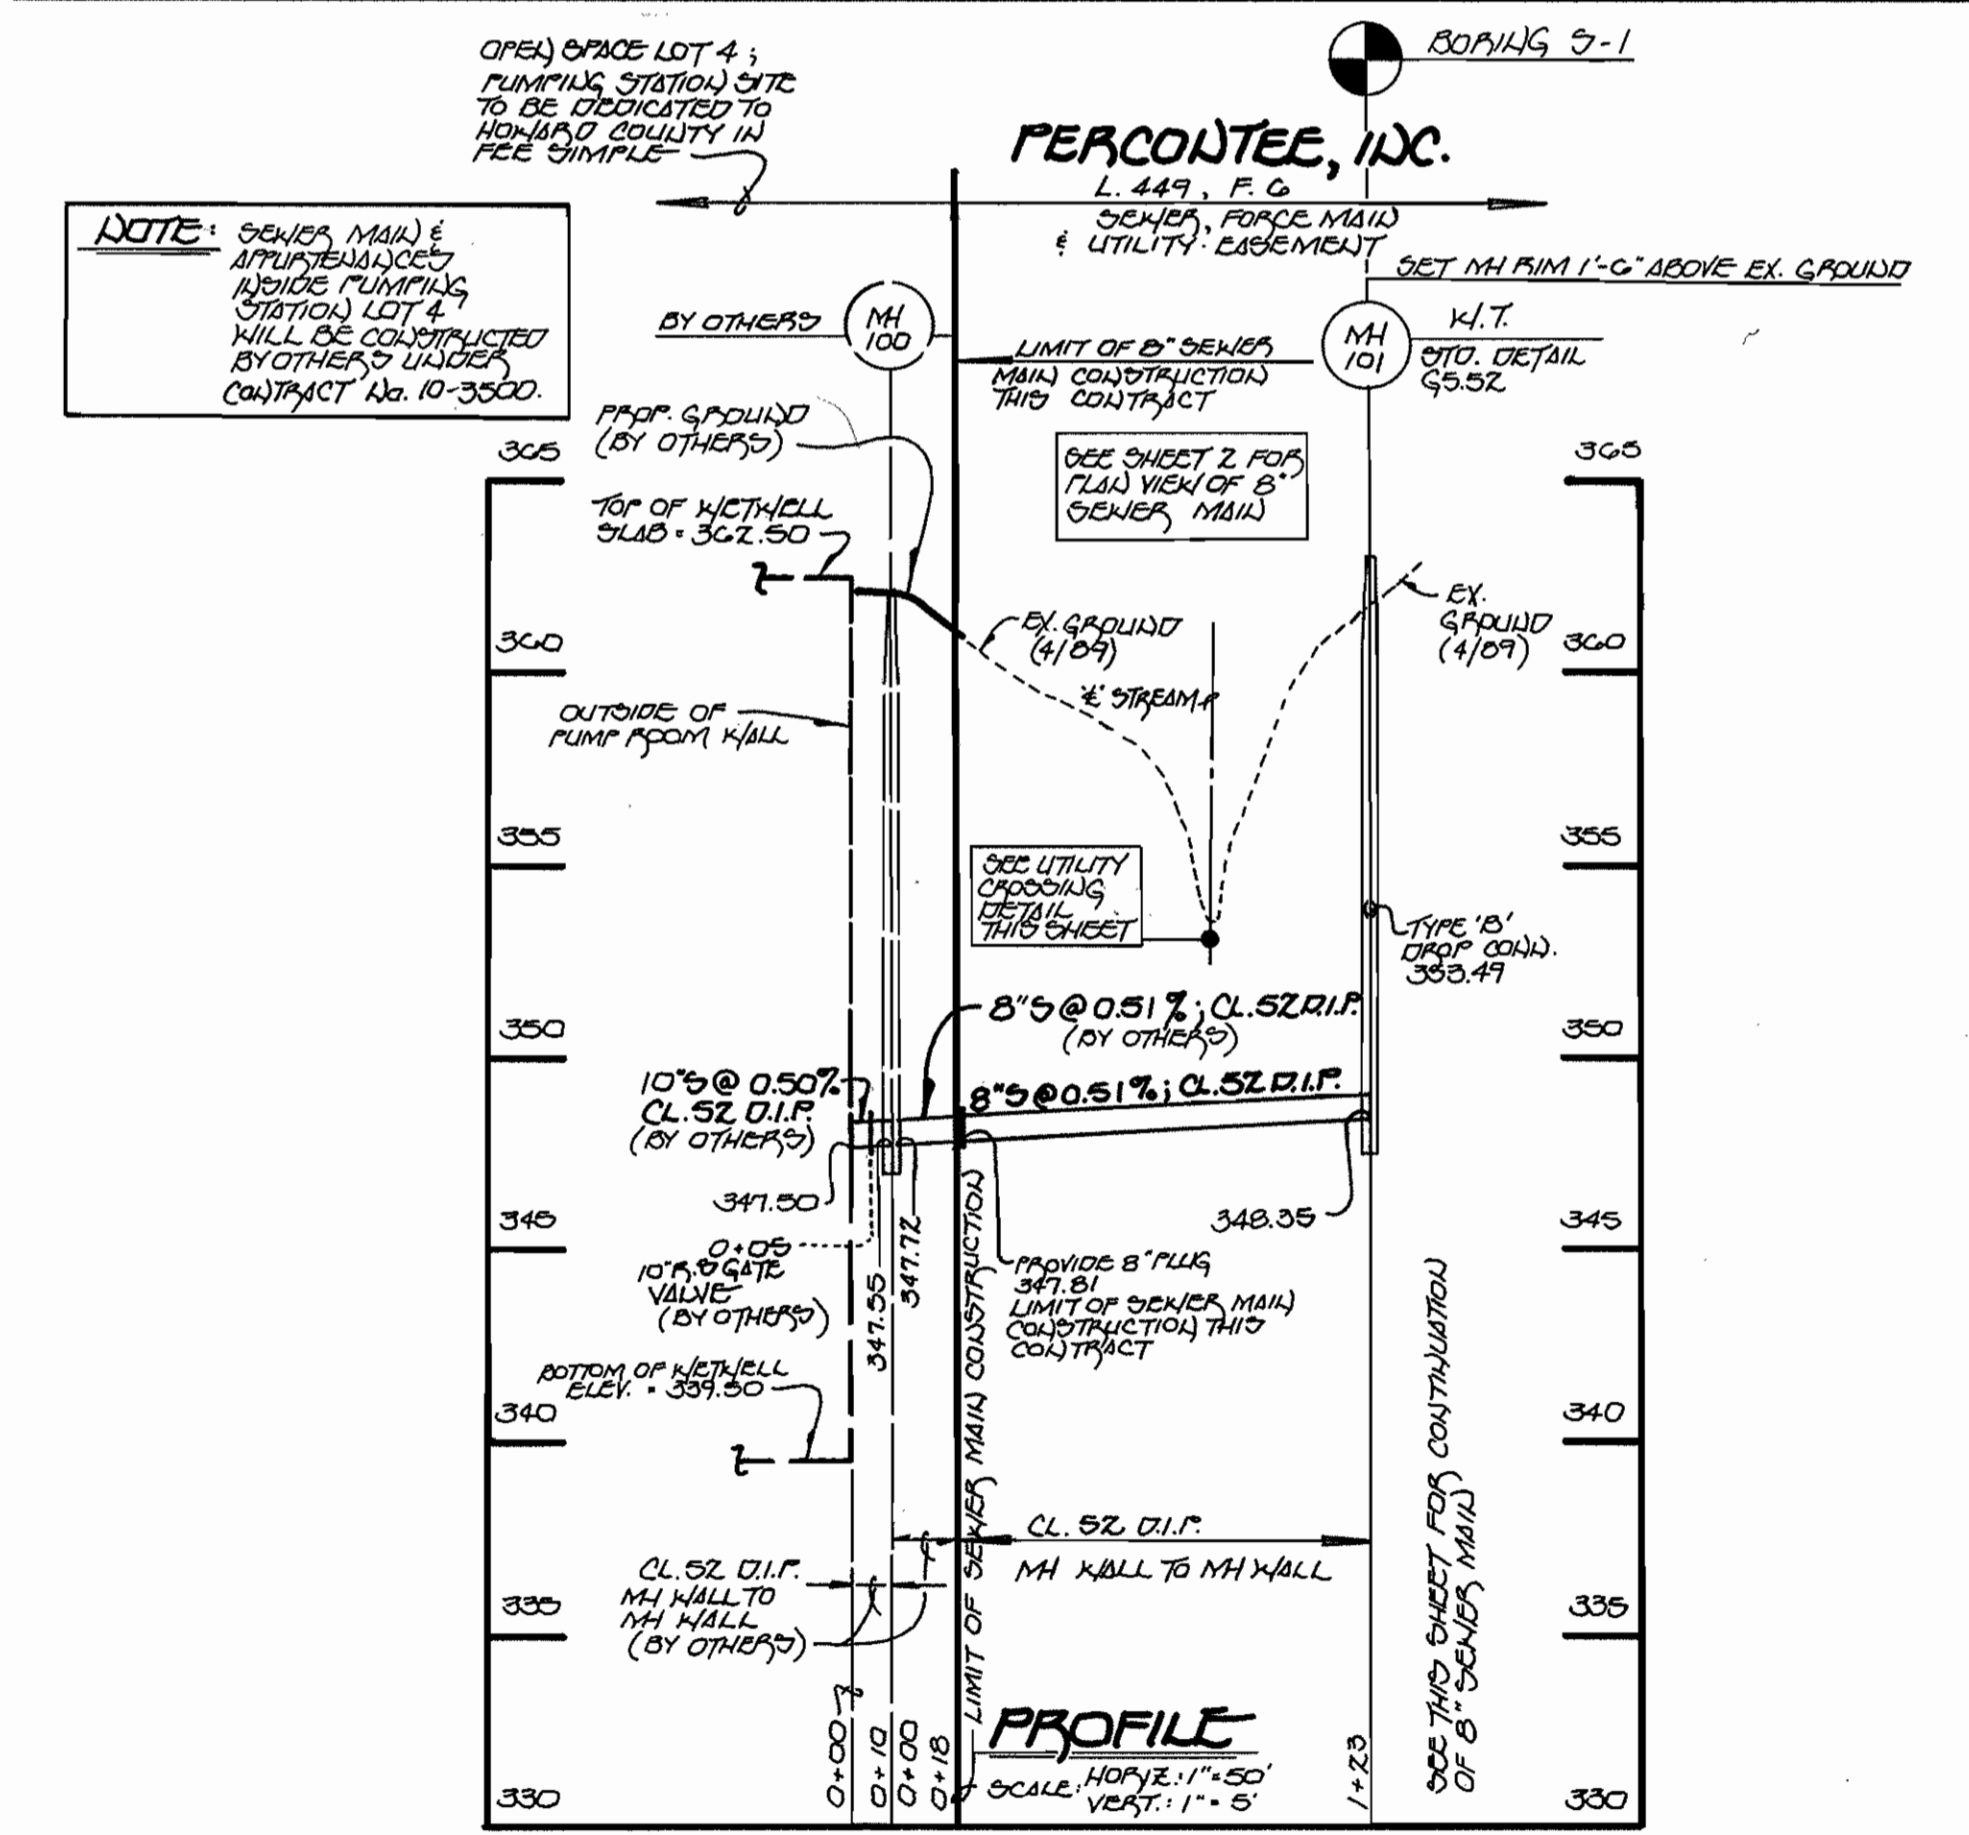 OPEN SPACE LOT 4;
PUMPING STATION SITE
TO BE DEDICATED TO
HOWARD COUNTY IN
FEE SIMPLE
BORING S-1
PERCONTEE, INC.
L. 449, F. 6
SEWER, FORCE MAIN
& UTILITY EASEMENT
NOTE: SEWER MAIN &
APPURTENANCES
INSIDE PUMPING
STATION LOT 4
WILL BE CONSTRUCTED
BY OTHERS UNDER
CONTRACT No. 10-3500.
SET MH RIM 1'-6" ABOVE EX. GROUND
BY OTHERS
MH
100
LIMIT OF 8" SEWER
MAIN CONSTRUCTION
THIS CONTRACT
MH
101
W.T.
STD. DETAIL
G5.52
PROP. GROUND
(BY OTHERS)
SEE SHEET 2 FOR
PLAN VIEW OF 8"
SEWER MAIN
365
365
TOP OF WETWELL
SLAB = 362.50
EX. GROUND
(4/89)
EX.
GROUND
(4/89)
360
360
℄ STREAM
OUTSIDE OF
PUMP ROOM WALL
355
355
SEE UTILITY
CROSSING
DETAIL
THIS SHEET
TYPE 'B'
DROP CONN.
353.49
8"S @ 0.51%; CL. 52 D.I.P.
(BY OTHERS)
350
350
10"S @ 0.50%
CL. 52 D.I.P.
(BY OTHERS)
8"S @ 0.51%; CL. 52 D.I.P.
347.50
348.35
345
345
0+05
10" R.S GATE
VALVE
(BY OTHERS)
347.55
347.72
PROVIDE 8" PLUG
347.81
LIMIT OF SEWER MAIN
CONSTRUCTION THIS
CONTRACT
BOTTOM OF WETWELL
ELEV. = 339.50
340
340
LIMIT OF SEWER MAIN CONSTRUCTION
SEE THIS SHEET FOR CONTINUATION
OF 8" SEWER MAIN
CL. 52 D.I.P.
MH WALL TO MH WALL
CL. 52 D.I.P.
MH WALL TO
MH WALL
(BY OTHERS)
335
335
0+00
0+10
0+00
0+18
1+23
PROFILE
SCALE: HORIZ.: 1" = 50'
VERT.: 1" = 5'
330
330